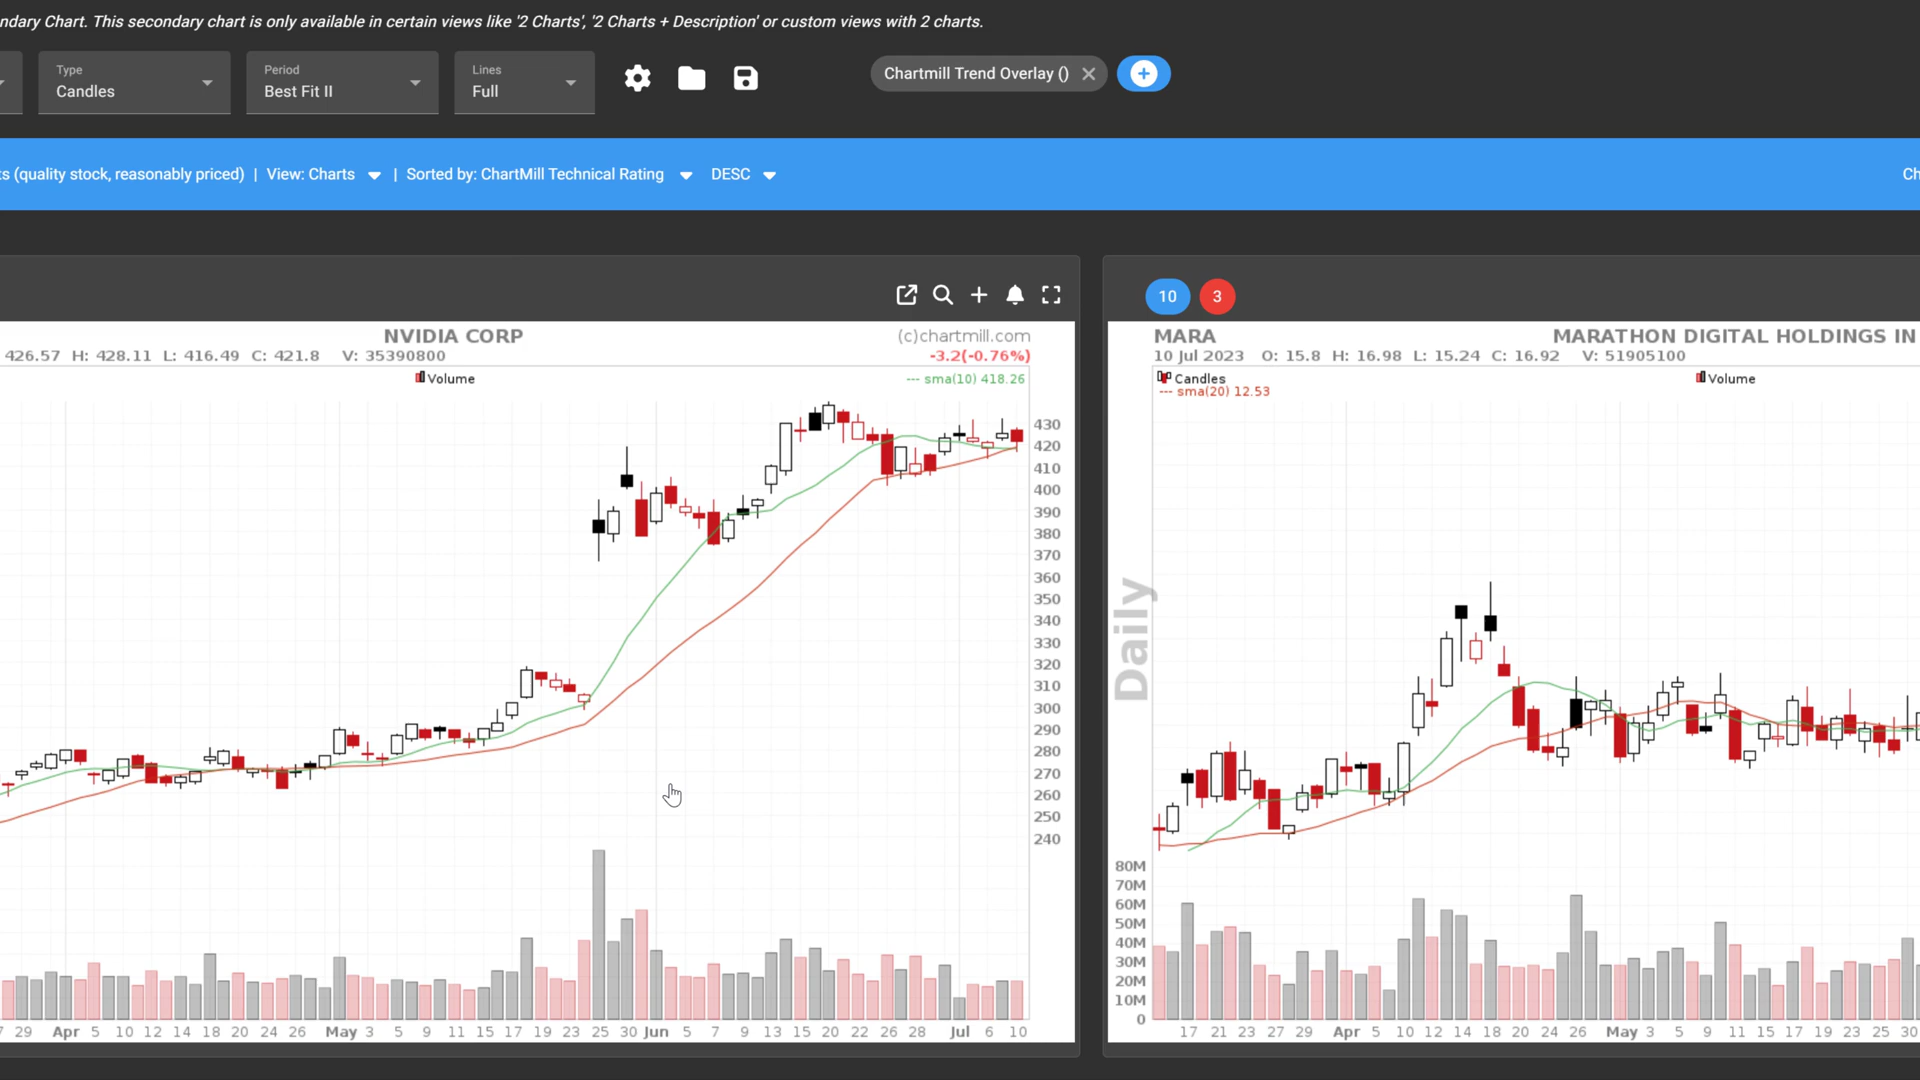 ndary Chart. This secondary chart is only available in certain views like '2 Charts', '2 Charts + Description' or custom views with 2 charts.
Type
Candles
Period
Best Fit II
Lines
Full
Chartmill Trend Overlay ()
s (quality stock, reasonably priced) | View: Charts | Sorted by: ChartMill Technical Rating DESC
Ch
NVIDIA CORP
(c)chartmill.com
426.57 H: 428.11 L: 416.49 C: 421.8 V: 35390800
-3.2(-0.76%)
Volume
--- sma(10) 418.26
430
420
410
400
390
380
370
360
350
340
330
320
310
300
290
280
270
260
250
240
7 29 Apr 5 10 12 14 18 20 24 26 May 3 5 9 11 15 17 19 23 25 30 Jun 5 7 9 13 15 20 22 26 28 Jul 6 10
10 3
MARA
MARATHON DIGITAL HOLDINGS IN
10 Jul 2023 O: 15.8 H: 16.98 L: 15.24 C: 16.92 V: 51905100
Candles
Volume
--- sma(20) 12.53
Daily
80M
70M
60M
50M
40M
30M
20M
10M
0
17 21 23 27 29 Apr 5 10 12 14 18 20 24 26 May 3 5 9 11 15 17 19 23 25 30